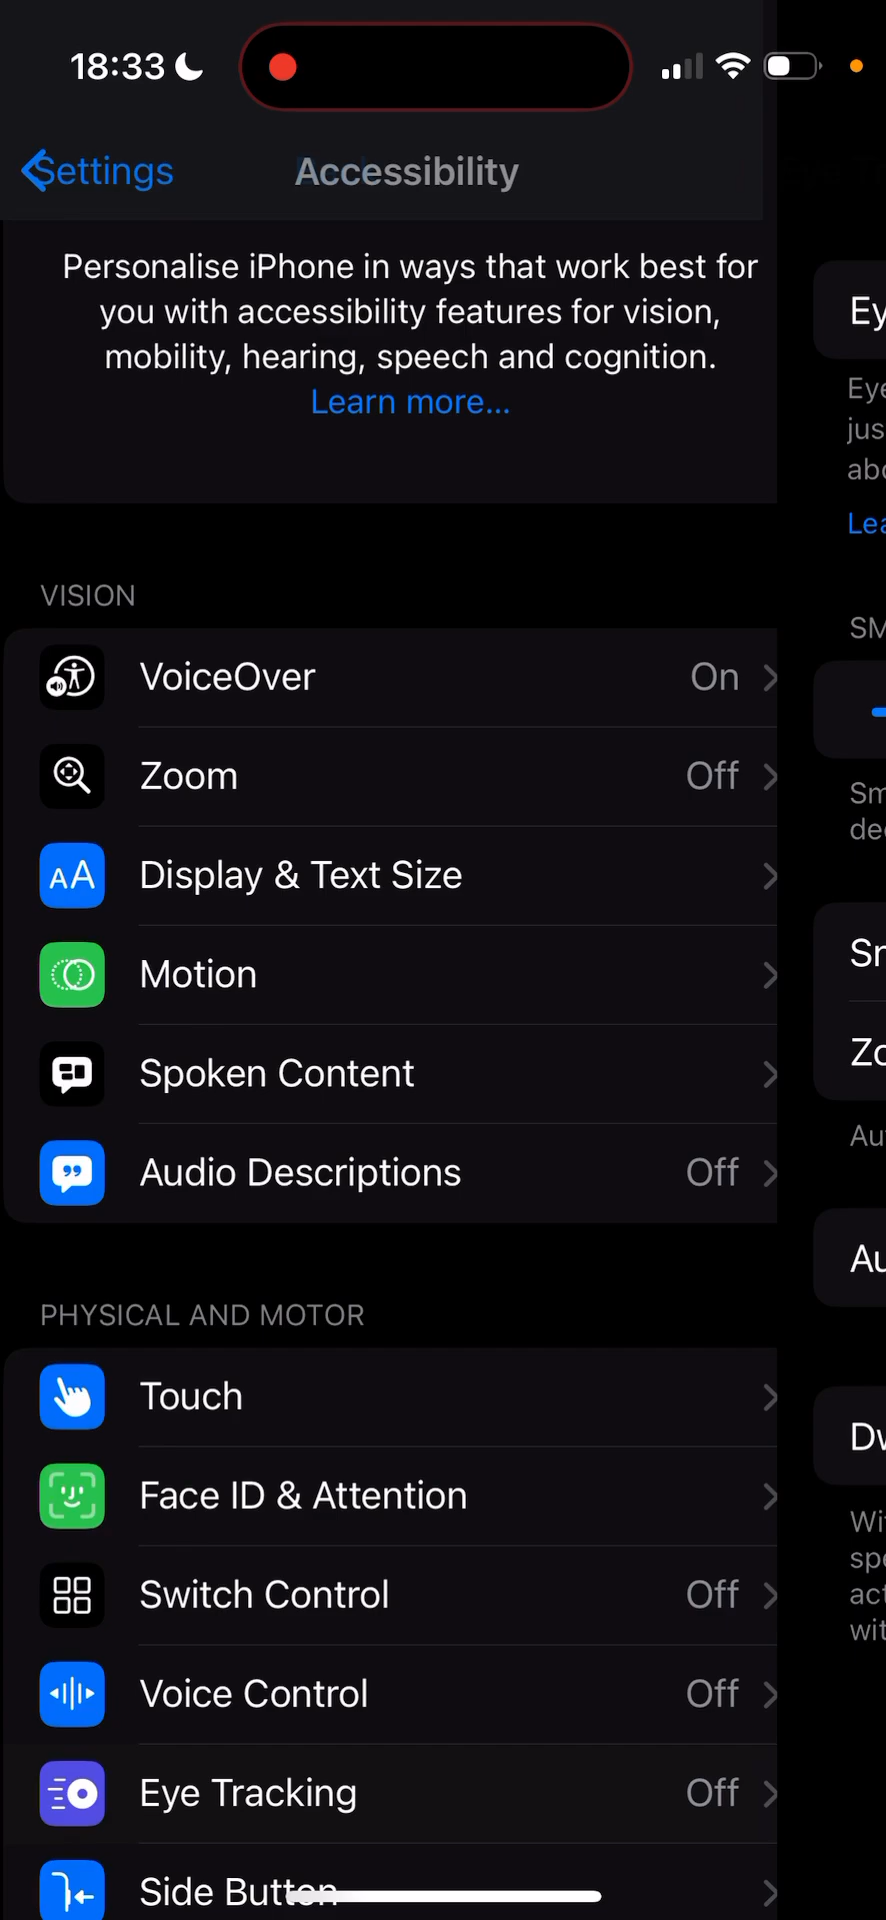 18:33
Settings
Accessibility
Personalise iPhone in ways that work best for
you with accessibility features for vision,
mobility, hearing, speech and cognition.
Learn more...
VISION
VoiceOver On
Zoom Off
Display & Text Size
Motion
Spoken Content
Audio Descriptions Off
PHYSICAL AND MOTOR
Touch
Face ID & Attention
Switch Control Off
Voice Control Off
Eye Tracking Off
Side Button